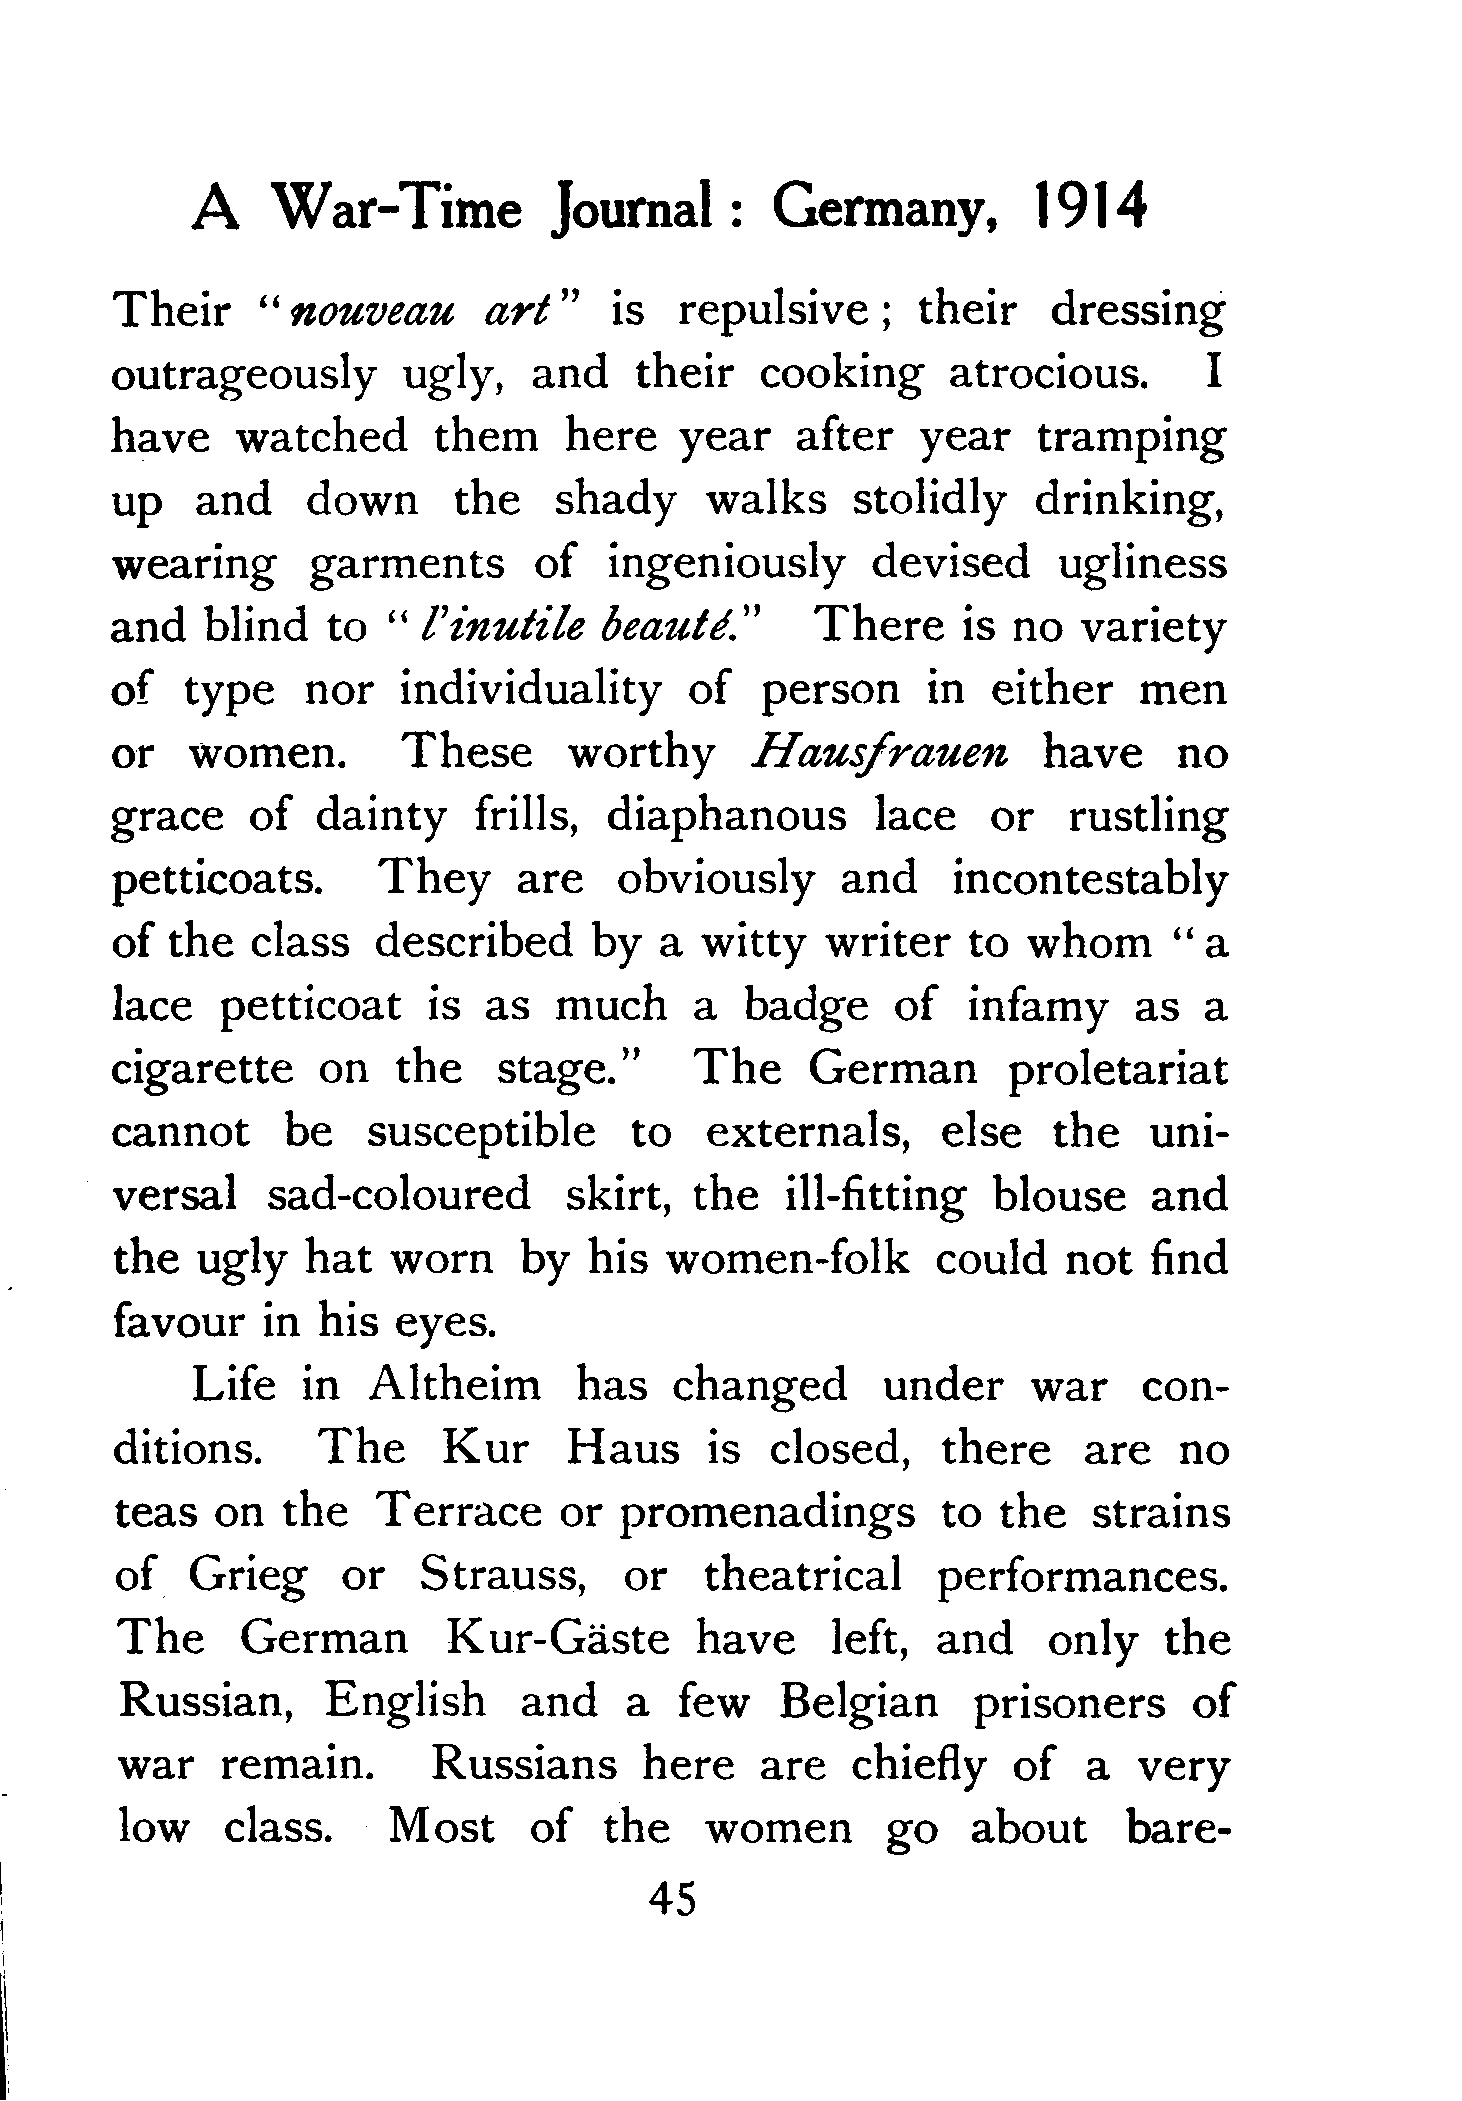 A War-Time Journal : Germany, 1914
Their " nouveau art " is repulsive ; their dressing
outrageously ugly, and their cooking atrocious. I
have watched them here year after year tramping
up and down the shady walks stolidly drinking,
wearing garments of ingeniously devised ugliness
and blind to " l'inutile beauté." There is no variety
of type nor individuality of person in either men
or women. These worthy Hausfrauen have no
grace of dainty frills, diaphanous lace or rustling
petticoats. They are obviously and incontestably
of the class described by a witty writer to whom " a
lace petticoat is as much a badge of infamy as a
cigarette on the stage." The German proletariat
cannot be susceptible to externals, else the uni-
versal sad-coloured skirt, the ill-fitting blouse and
the ugly hat worn by his women-folk could not find
favour in his eyes.
Life in Altheim has changed under war con-
ditions. The Kur Haus is closed, there are no
teas on the Terrace or promenadings to the strains
of Grieg or Strauss, or theatrical performances.
The German Kur-Gäste have left, and only the
Russian, English and a few Belgian prisoners of
war remain. Russians here are chiefly of a very
low class. Most of the women go about bare-
45